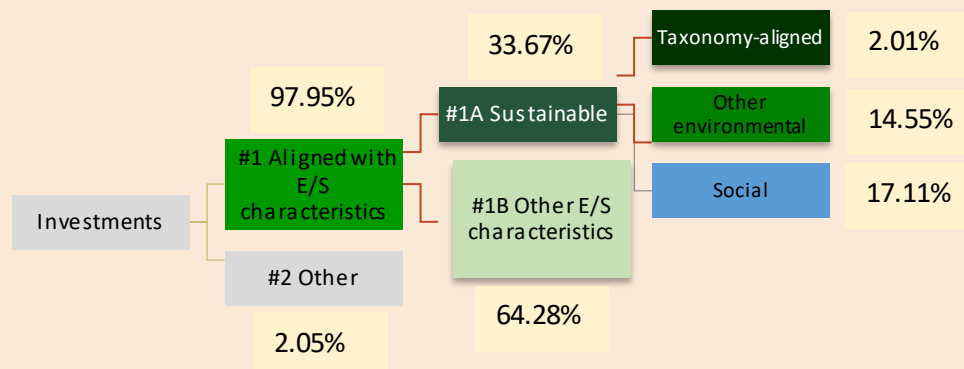 33.67%
Taxonomy-aligned
2.01%
97.95%
#1A Sustainable
Other
environmental
14.55%
#1 Aligned with
E/S
characteristics
Social
17.11%
Investments
#1B Other E/S
characteristics
#2 Other
64.28%
2.05%